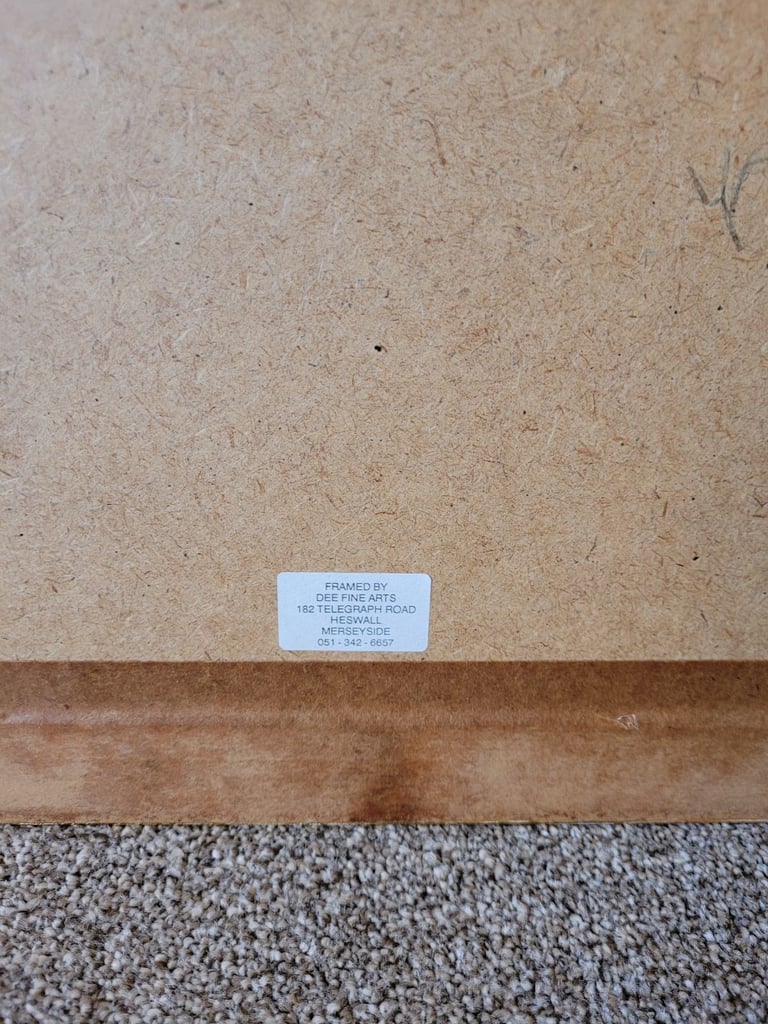 FRAMED BY
DEE FINE ARTS
182 TELEGRAPH ROAD
HESWALL
MERSEYSIDE
051 - 342 - 6657